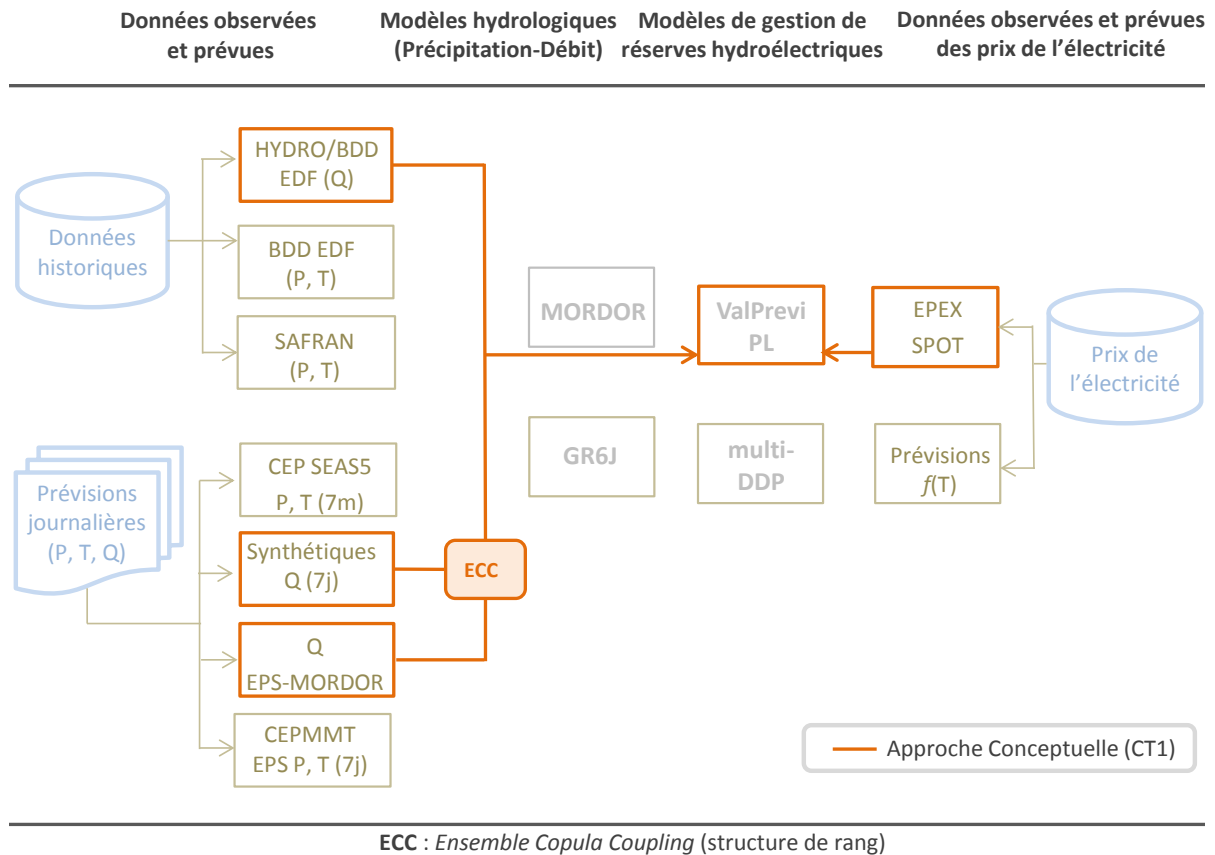 Données observées
et prévues
Modèles hydrologiques
(Précipitation-Débit)
Modèles de gestion de
réserves hydroélectriques
Données observées et prévues
des prix de l’électricité
Données
historiques
HYDRO/BDD
EDF (Q)
BDD EDF
(P, T)
SAFRAN
(P, T)
Prévisions
journalières
(P, T, Q)
CEP SEAS5
P, T (7m)
Synthétiques
Q (7j)
Q
EPS-MORDOR
CEPMMT
EPS P, T (7j)
ECC
MORDOR
GR6J
ValPrevi
PL
multi-
DDP
EPEX
SPOT
Prévisions
f(T)
Prix de
l’électricité
Approche Conceptuelle (CT1)
ECC : Ensemble Copula Coupling (structure de rang)